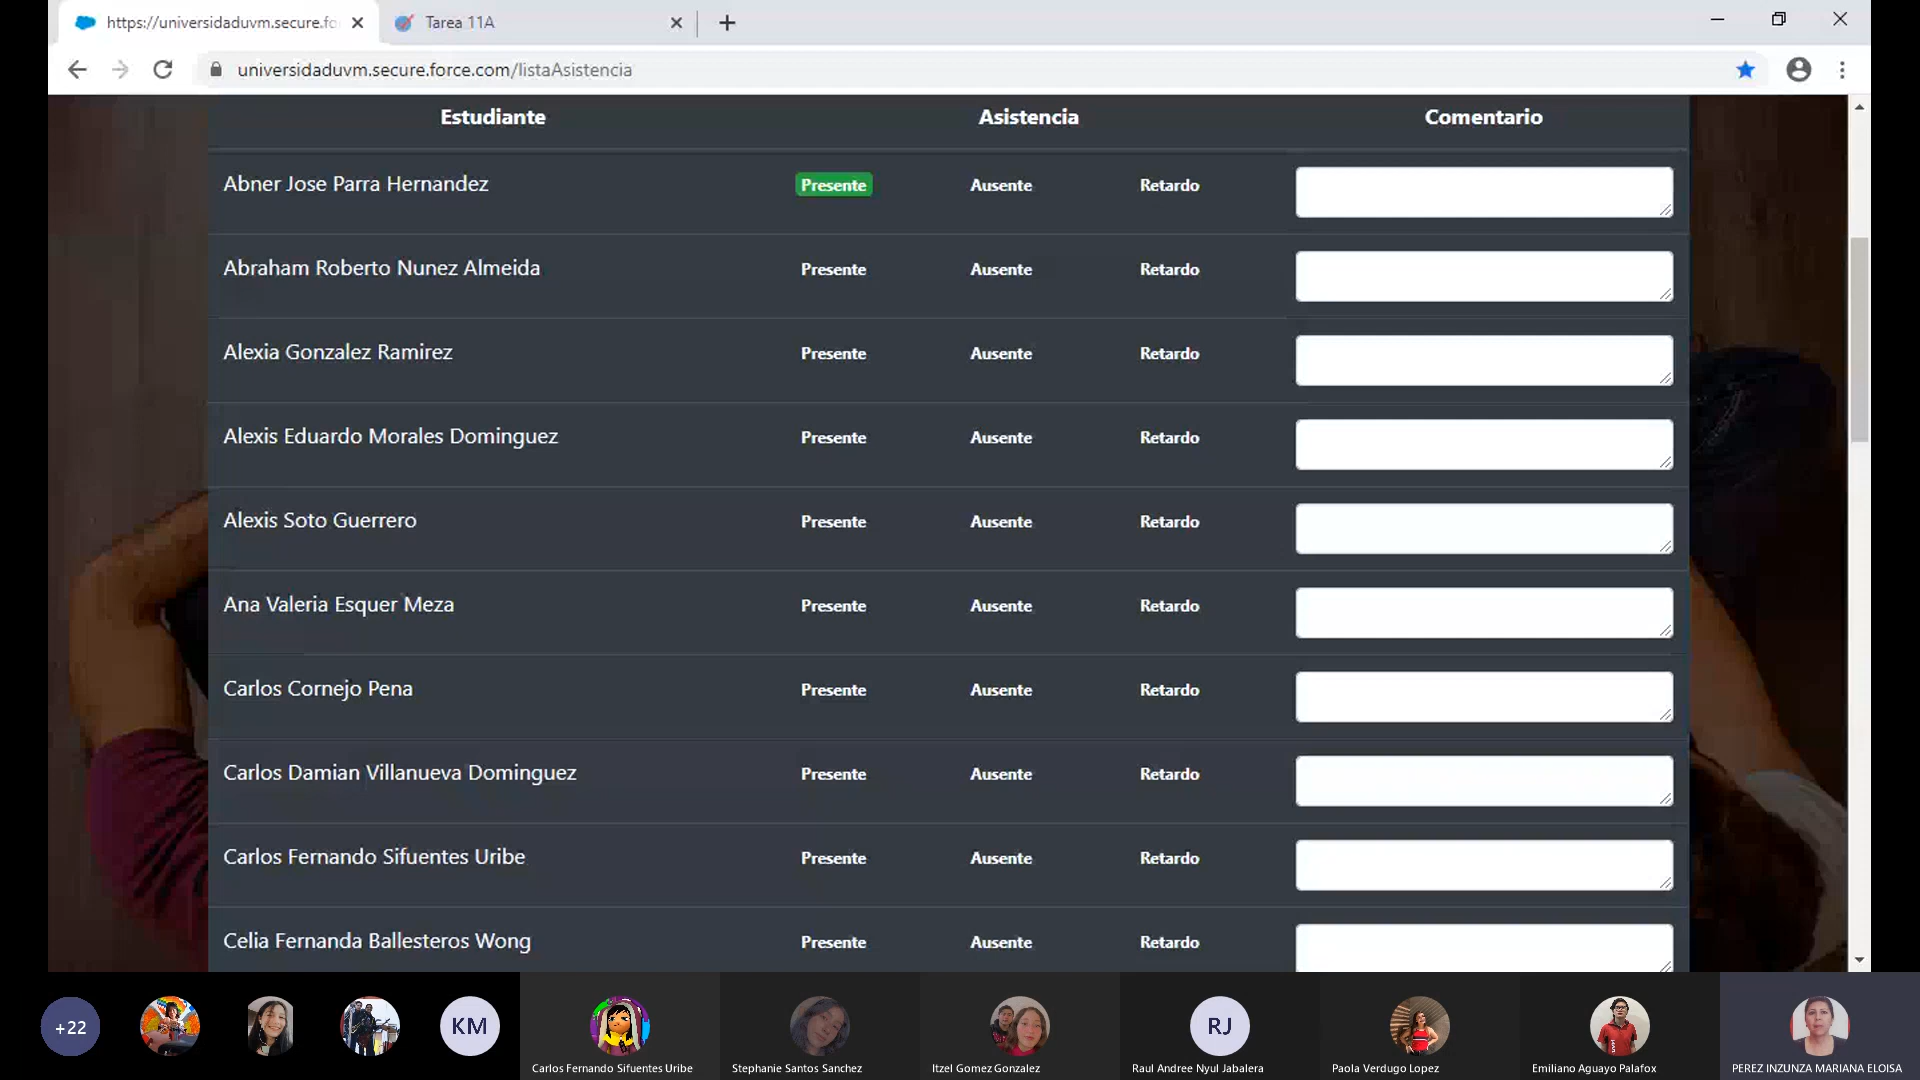 https://universidaduvm.secure.fo
Tarea 11A
universidaduvm.secure.force.com/listaAsistencia
Estudiante Asistencia Comentario
Abner Jose Parra Hernandez Presente Ausente Retardo
Abraham Roberto Nunez Almeida Presente Ausente Retardo
Alexia Gonzalez Ramirez Presente Ausente Retardo
Alexis Eduardo Morales Dominguez Presente Ausente Retardo
Alexis Soto Guerrero Presente Ausente Retardo
Ana Valeria Esquer Meza Presente Ausente Retardo
Carlos Cornejo Pena Presente Ausente Retardo
Carlos Damian Villanueva Dominguez Presente Ausente Retardo
Carlos Fernando Sifuentes Uribe Presente Ausente Retardo
Celia Fernanda Ballesteros Wong Presente Ausente Retardo
+22
KM
RJ
Carlos Fernando Sifuentes Uribe
Stephanie Santos Sanchez
Itzel Gomez Gonzalez
Raul Andree Nyul Jabalera
Paola Verdugo Lopez
Emiliano Aguayo Palafox
PEREZ INZUNZA MARIANA ELOISA